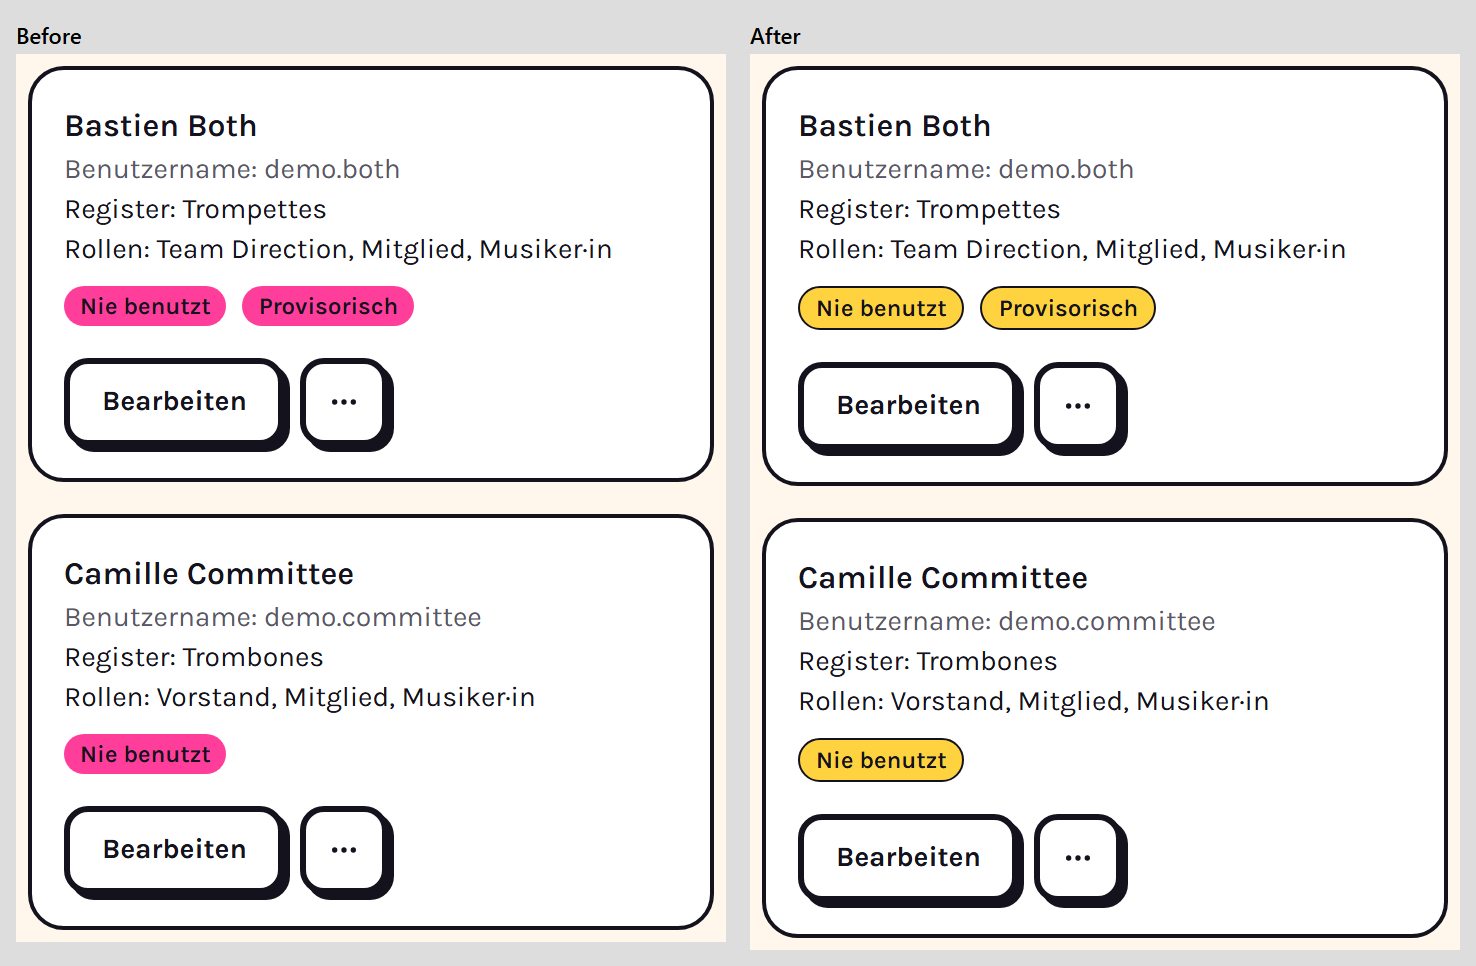 Before
Bastien Both
Benutzername: demo.both
Register: Trompettes
Rollen: Team Direction, Mitglied, Musiker·in
Nie benutzt Provisorisch
Bearbeiten ···
Camille Committee
Benutzername: demo.committee
Register: Trombones
Rollen: Vorstand, Mitglied, Musiker·in
Nie benutzt
Bearbeiten ···
After
Bastien Both
Benutzername: demo.both
Register: Trompettes
Rollen: Team Direction, Mitglied, Musiker·in
Nie benutzt Provisorisch
Bearbeiten ···
Camille Committee
Benutzername: demo.committee
Register: Trombones
Rollen: Vorstand, Mitglied, Musiker·in
Nie benutzt
Bearbeiten ···